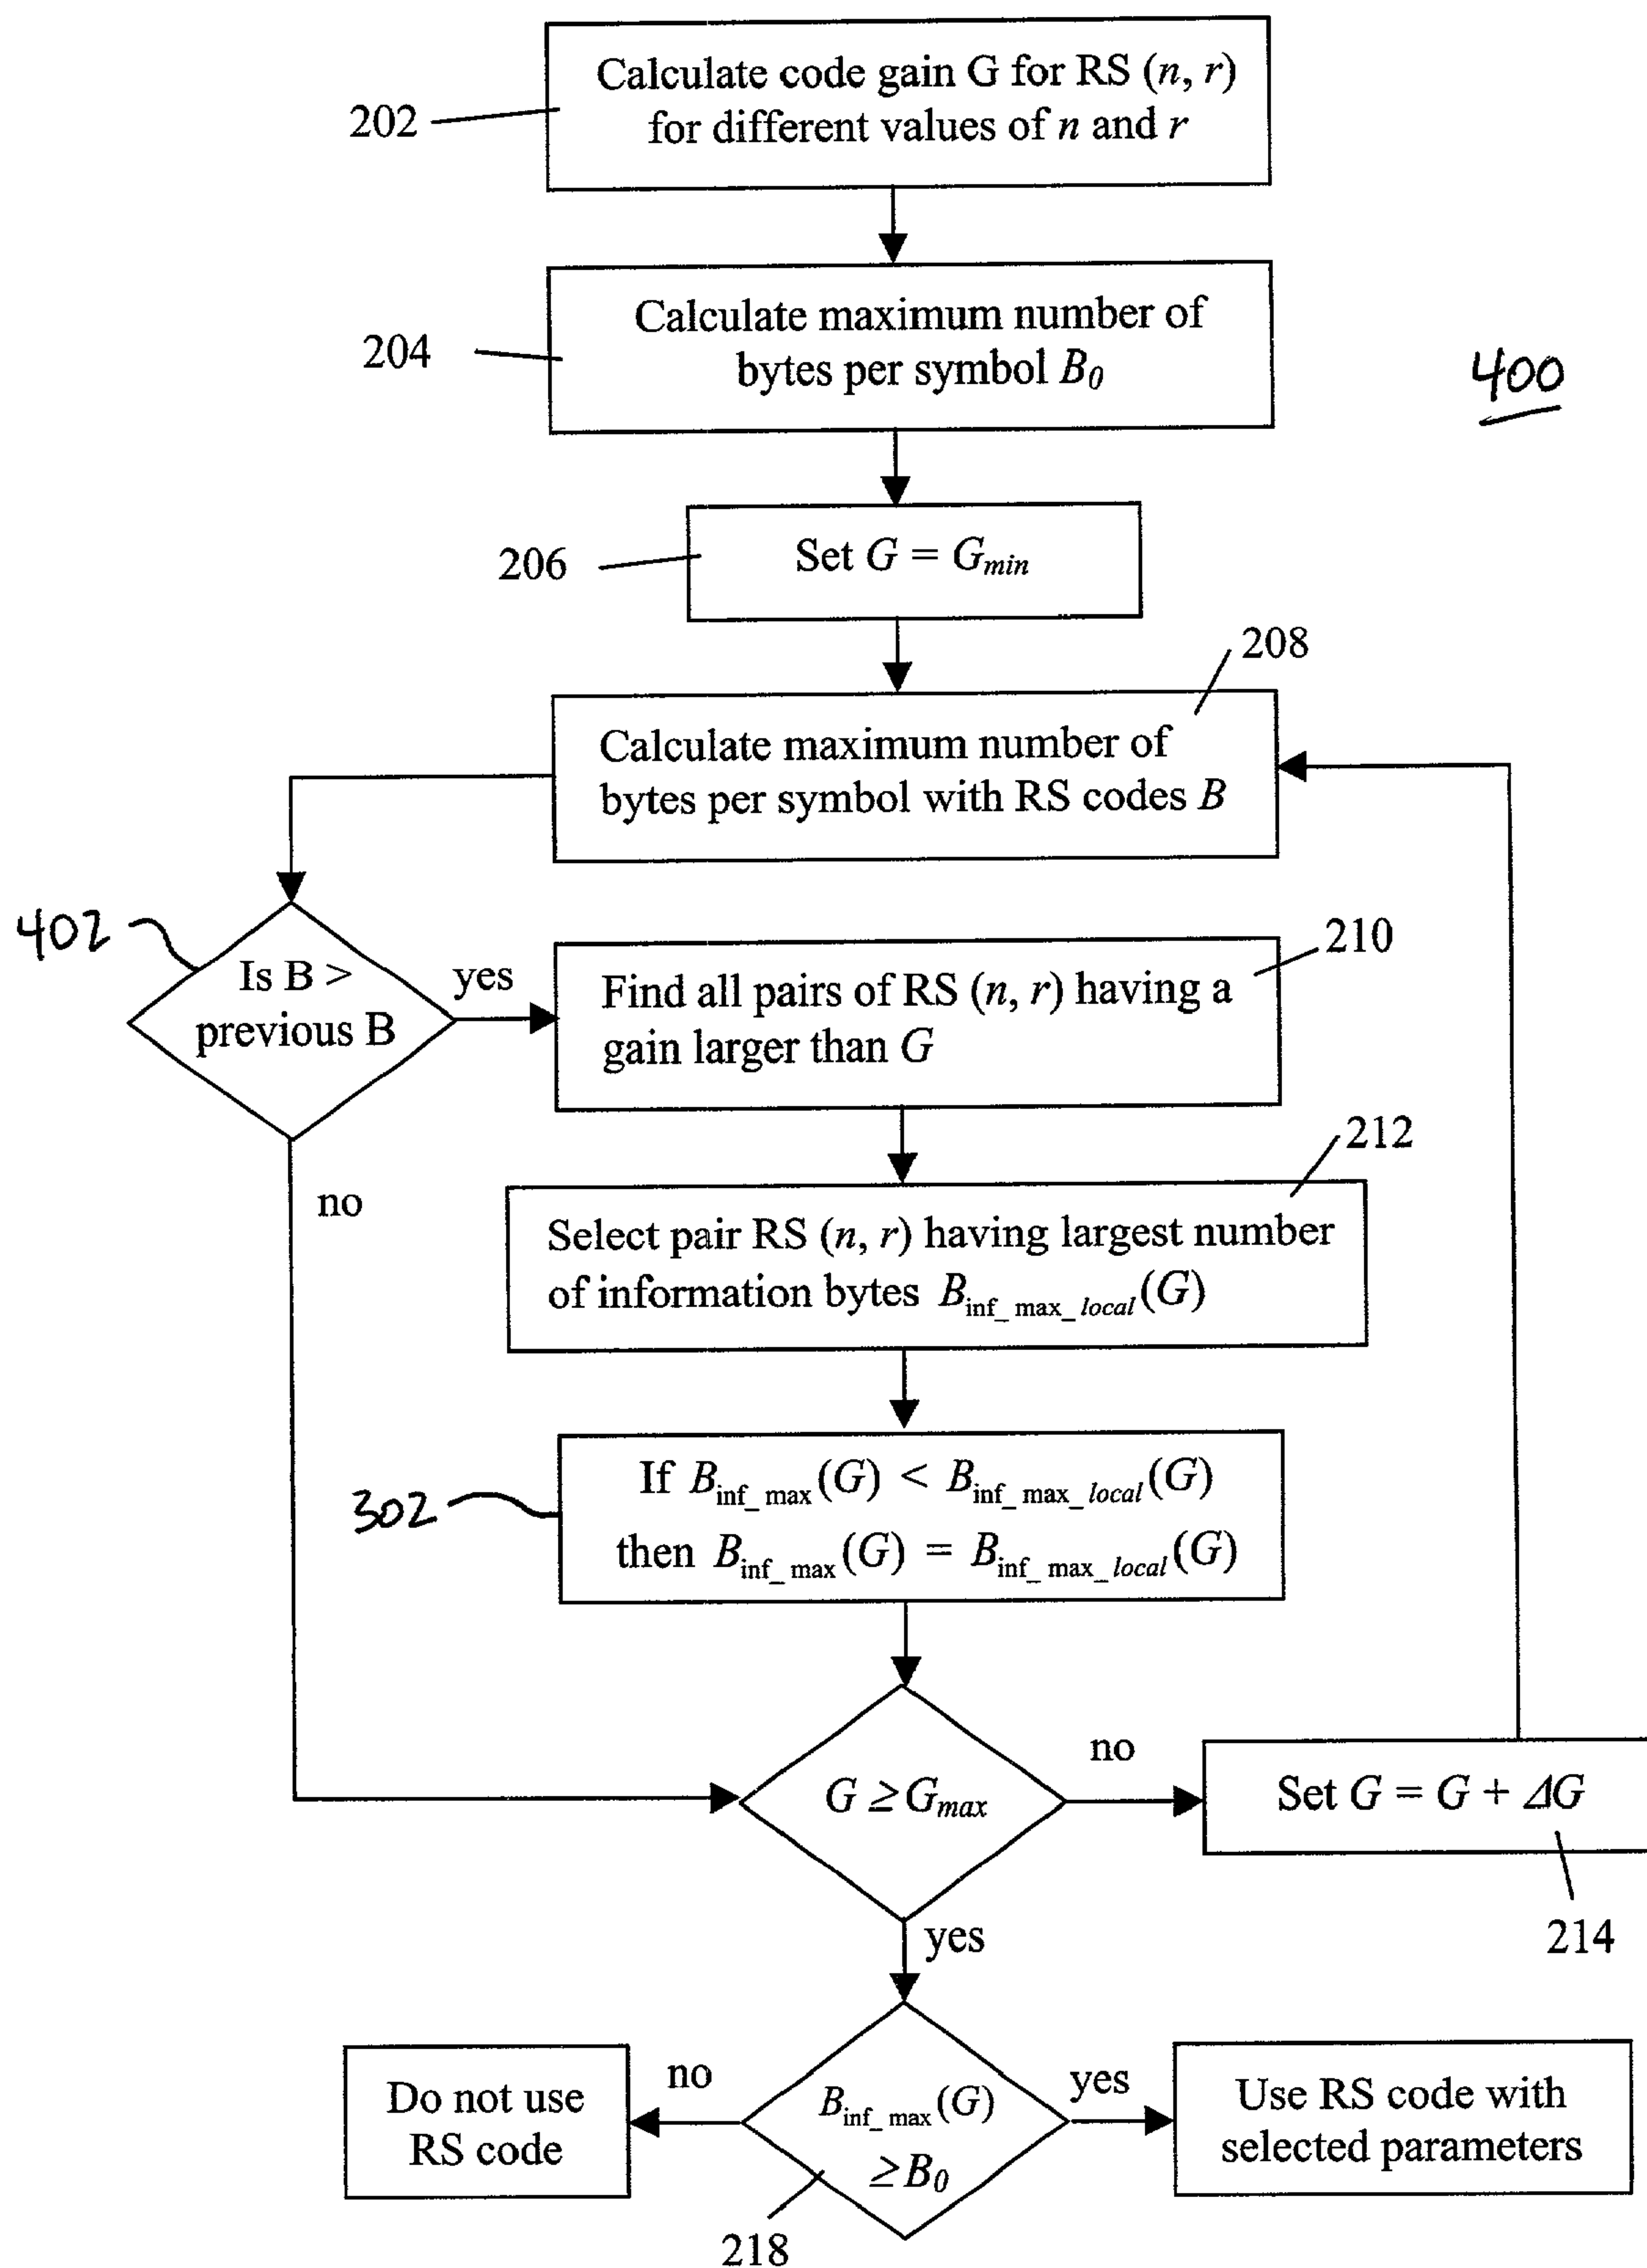 Calculate code gain G for RS (n, r)
for different values of n and r
202
Calculate maximum number of
bytes per symbol B0
204
400
Set G = Gmin
206
208
Calculate maximum number of
bytes per symbol with RS codes B
402
Is B >
previous B
yes
210
Find all pairs of RS (n, r) having a
gain larger than G
no
212
Select pair RS (n, r) having largest number
of information bytes Binf_max_local(G)
302
If Binf_max(G) < Binf_max_local(G)
then Binf_max(G) = Binf_max_local(G)
G ≥ Gmax
no
Set G = G + ΔG
214
yes
Do not use
RS code
no
Binf_max(G)
≥B0
yes
Use RS code with
selected parameters
218